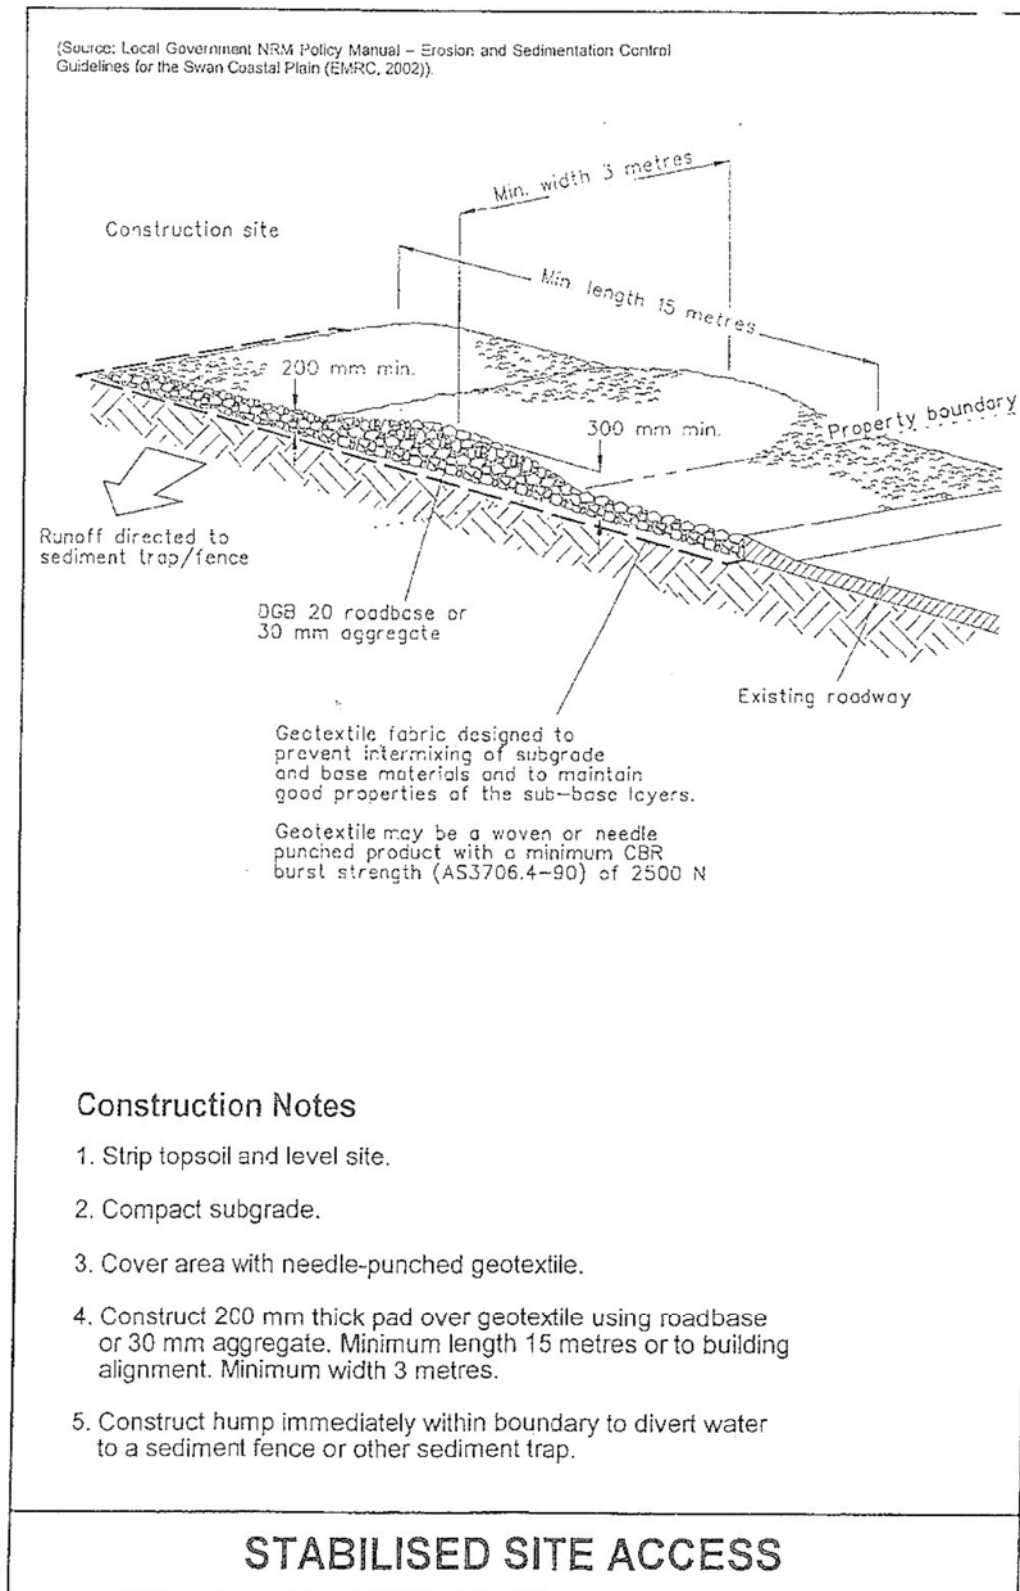 (Source: Local Government NRM Policy Manual – Erosion and Sedimentation Control
Guidelines for the Swan Coastal Plain (EMRC, 2002)).
Min. width 3 metres
Construction site
Min. length 15 metres
200 mm min.
300 mm min.
Property boundary
Runoff directed to
sediment trap/fence
DGB 20 roadbase or
30 mm aggregate
Existing roadway
Geotextile fabric designed to
prevent intermixing of subgrade
and base materials and to maintain
good properties of the sub-base layers.
Geotextile may be a woven or needle
punched product with a minimum CBR
burst strength (AS3706.4-90) of 2500 N
Construction Notes
1. Strip topsoil and level site.
2. Compact subgrade.
3. Cover area with needle-punched geotextile.
4. Construct 200 mm thick pad over geotextile using roadbase
or 30 mm aggregate. Minimum length 15 metres or to building
alignment. Minimum width 3 metres.
5. Construct hump immediately within boundary to divert water
to a sediment fence or other sediment trap.
STABILISED SITE ACCESS